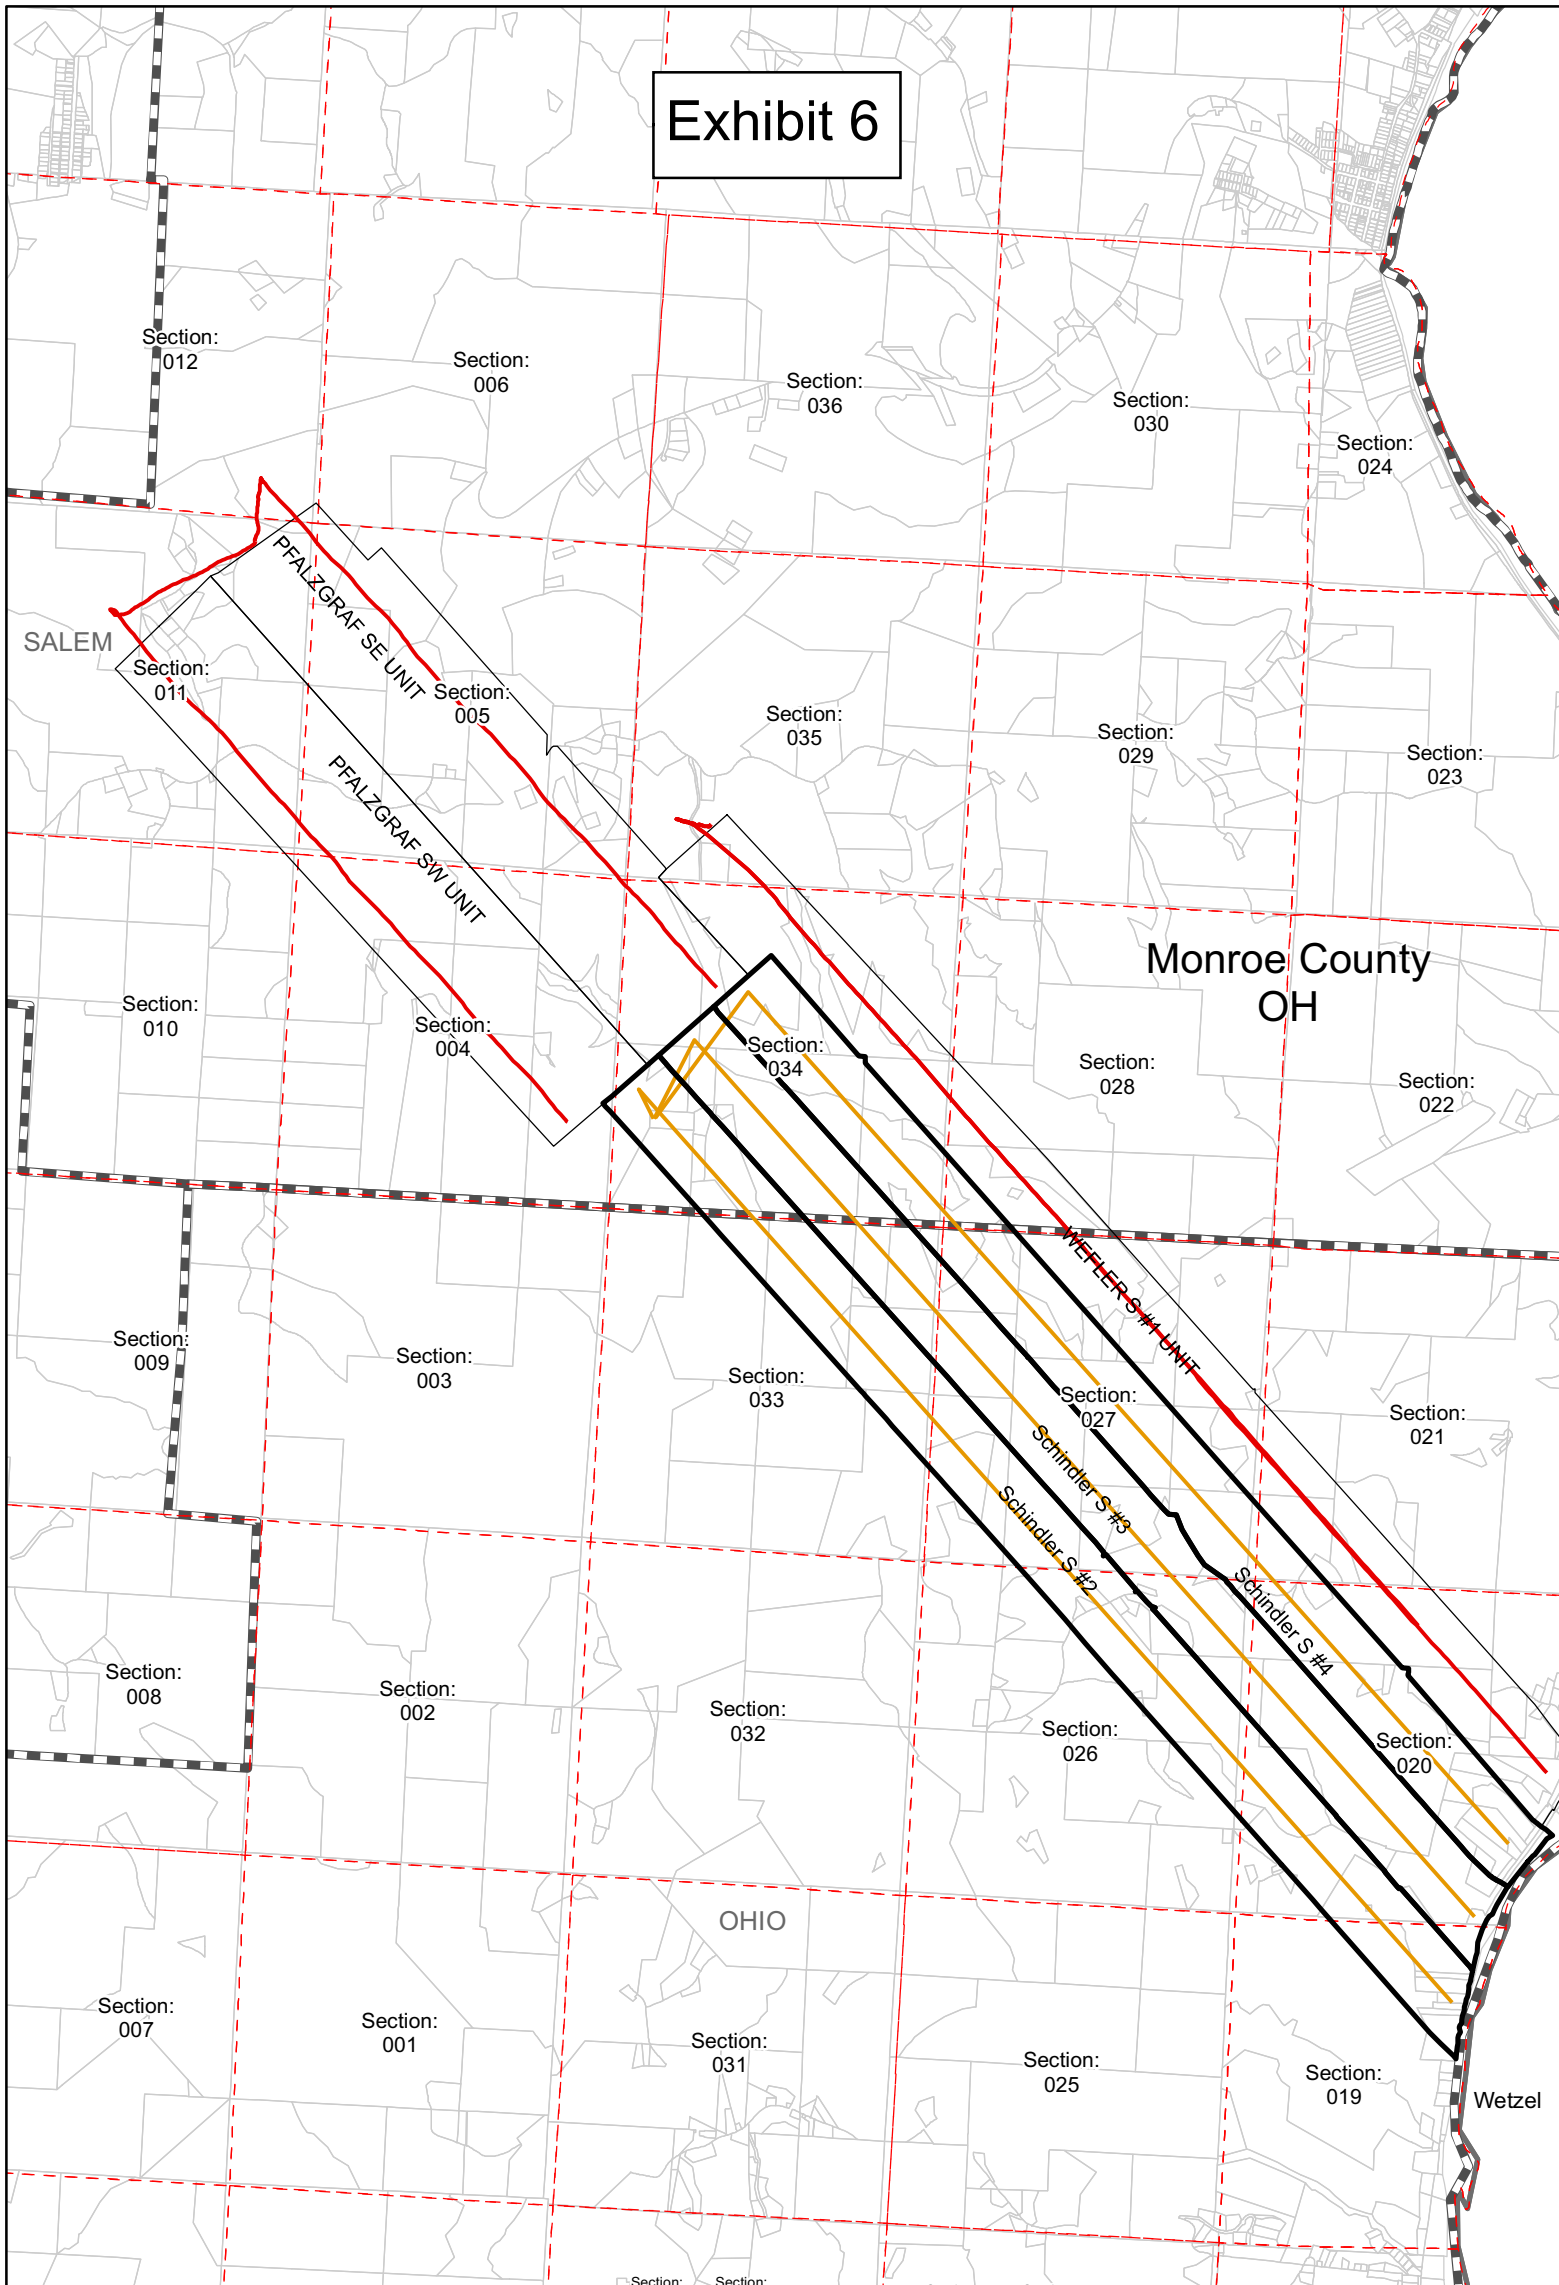 Exhibit 6
Section:
012
Section:
006
Section:
036
Section:
030
Section:
024
SALEM
PFALZGRAF SE UNIT
Section:
011
Section:
005
Section:
035
Section:
029
Section:
023
PFALZGRAF SW UNIT
Monroe County
OH
Section:
010
Section:
004
Section:
034
Section:
028
Section:
022
WEFLER S #1 UNIT
Section:
009
Section:
003
Section:
033
Section:
027
Section:
021
Schindler S #3
Schindler S #2
Schindler S #4
Section:
008
Section:
002
Section:
032
Section:
026
Section:
020
OHIO
Section:
007
Section:
001
Section:
031
Section:
025
Section:
019
Wetzel
Section:
Section: